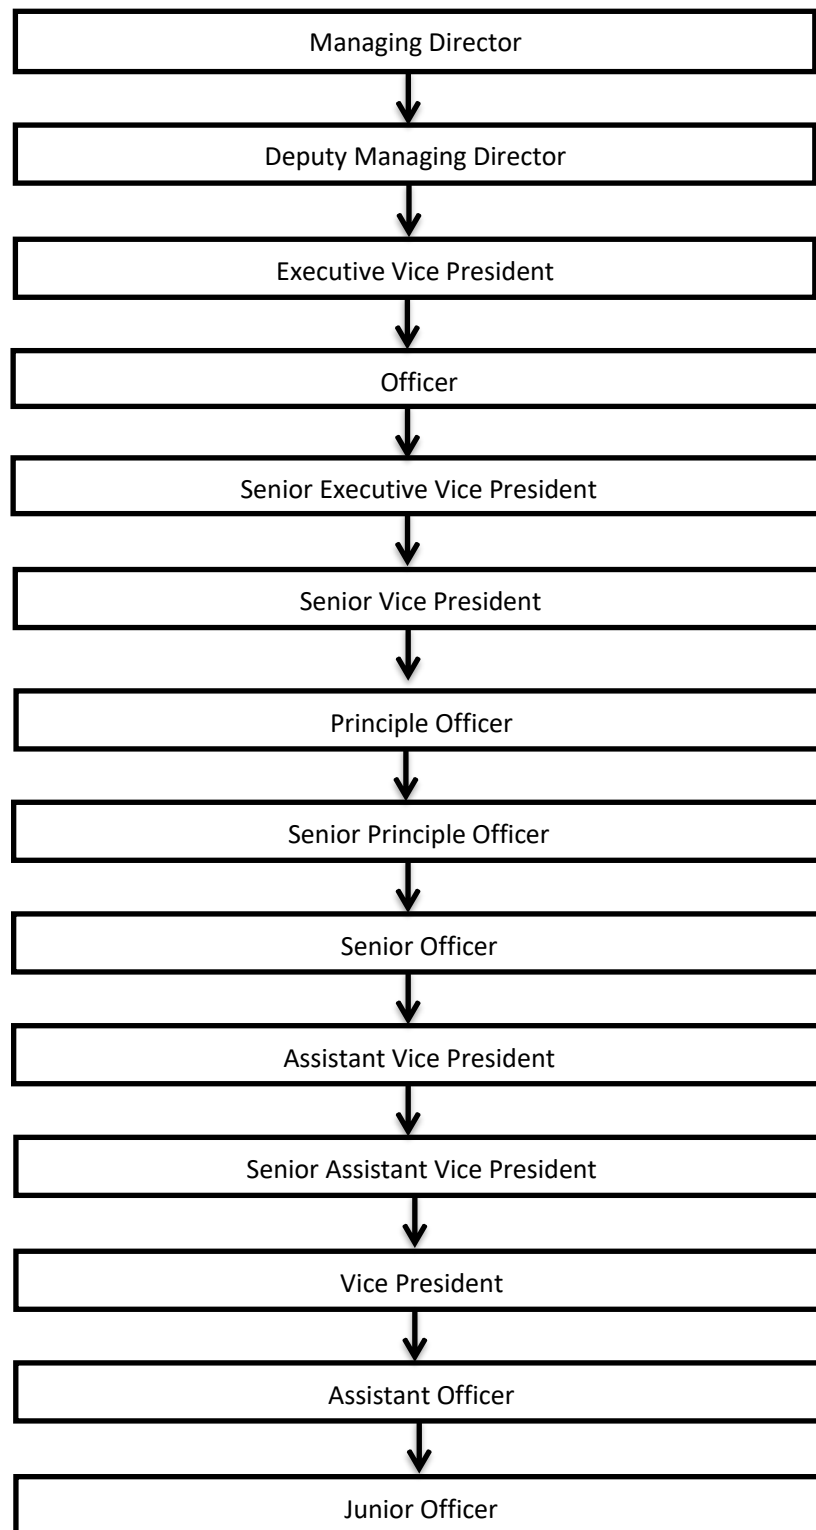 Managing Director
Deputy Managing Director
Executive Vice President
Officer
Senior Executive Vice President
Senior Vice President
Principle Officer
Senior Principle Officer
Senior Officer
Assistant Vice President
Senior Assistant Vice President
Vice President
Assistant Officer
Junior Officer